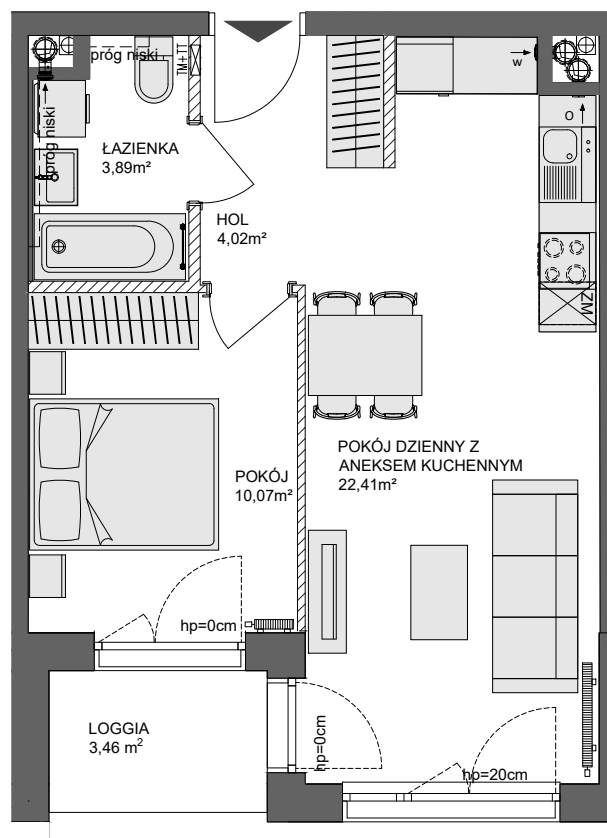 próg niski
TM+TT
W
próg niski
O
ŁAZIENKA
3,89m²
HOL
4,02m²
ZM
POKÓJ DZIENNY Z
ANEKSEM KUCHENNYM
22,41m²
POKÓJ
10,07m²
hp=0cm
LOGGIA
3,46 m²
hp=0cm
hp=20cm